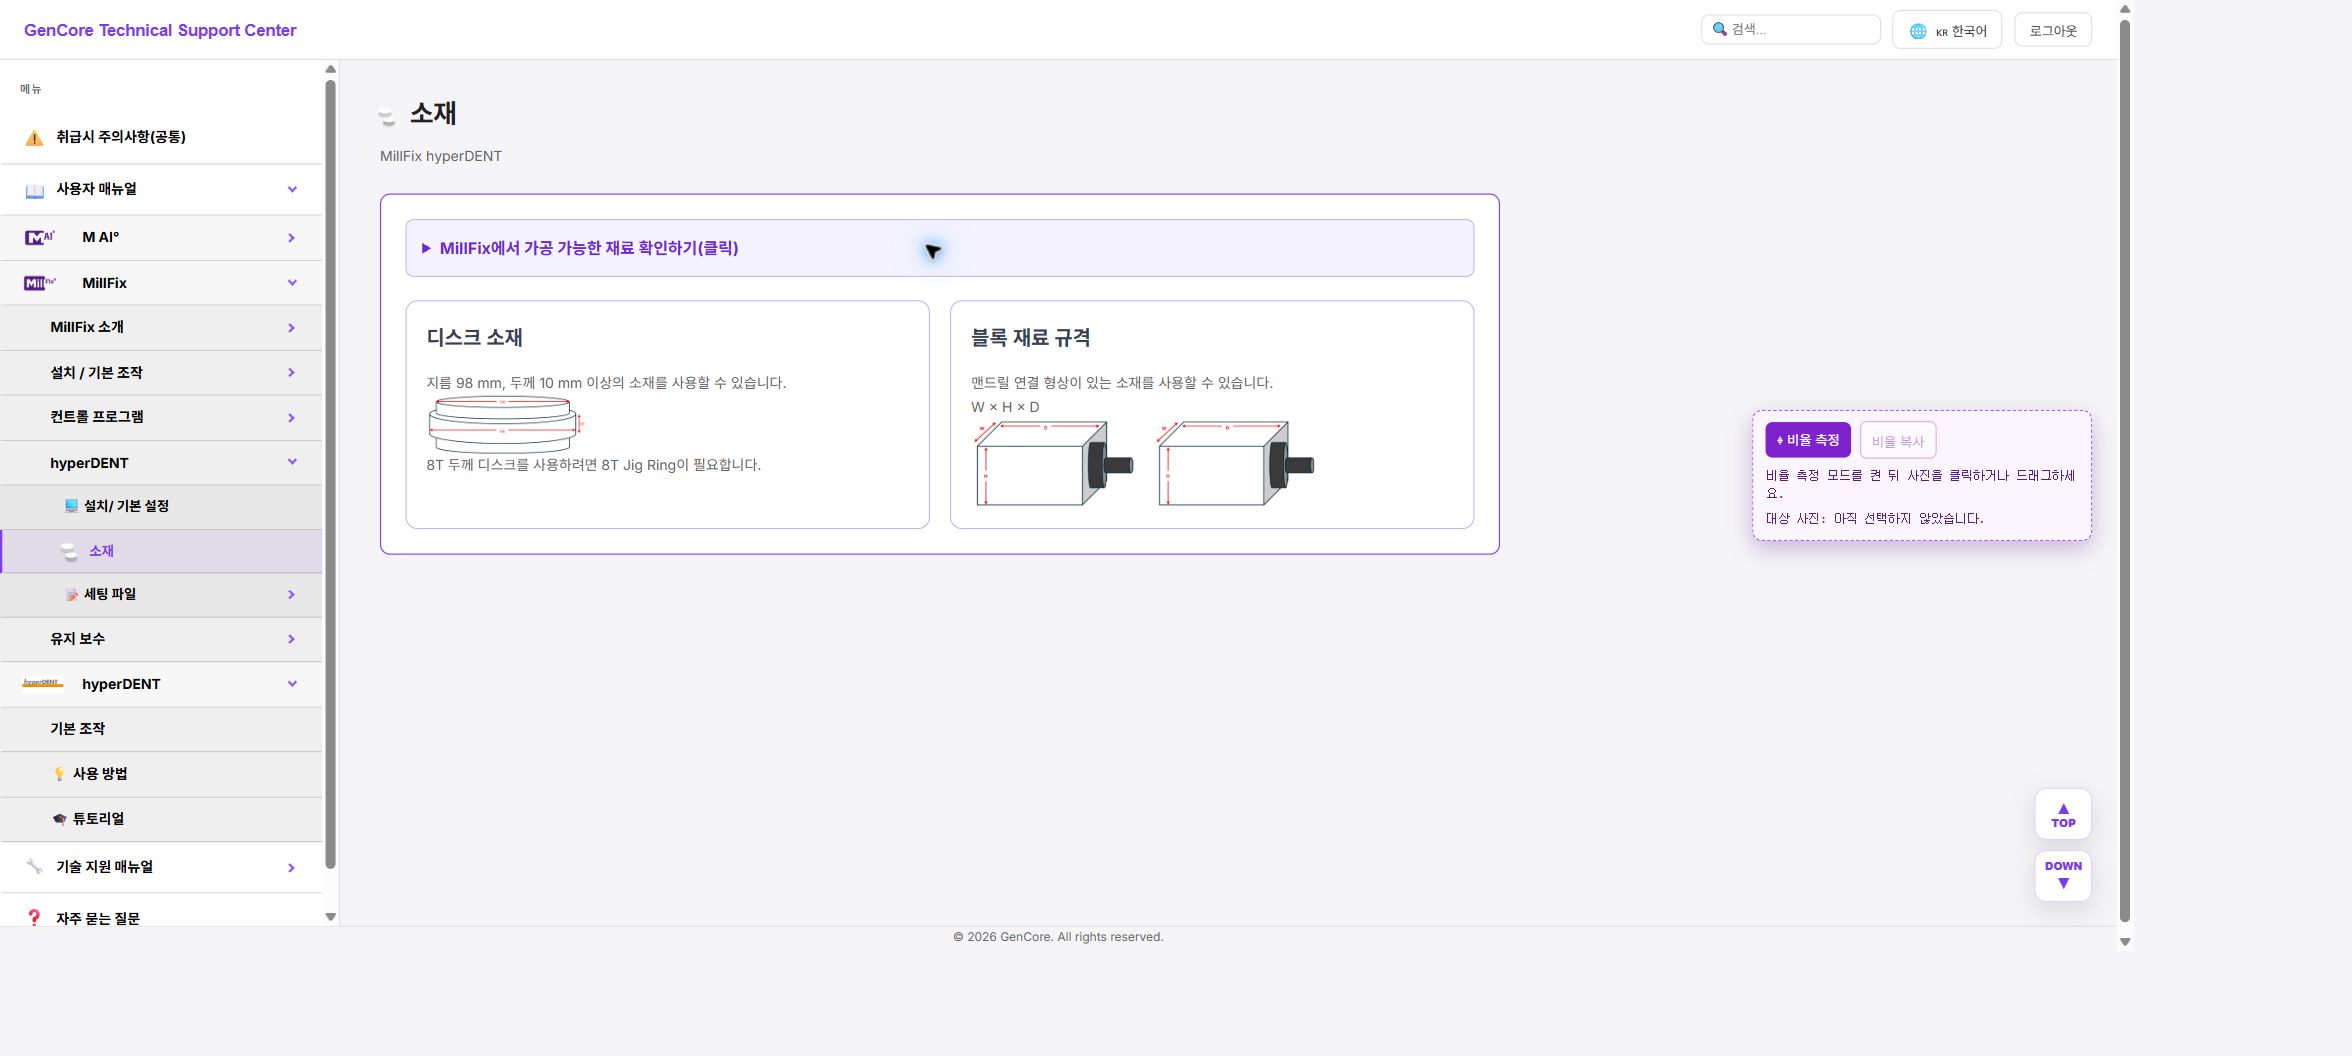 GenCore Technical Support Center
검색...
KR 한국어
로그아웃
메뉴
취급시 주의사항(공통)
사용자 매뉴얼
M AI°
MillFix
MillFix 소개
설치 / 기본 조작
컨트롤 프로그램
hyperDENT
설치/ 기본 설정
소재
세팅 파일
유지 보수
hyperDENT
hyperDENT
기본 조작
사용 방법
튜토리얼
기술 지원 매뉴얼
자주 묻는 질문
소재
MillFix hyperDENT
▶ MillFix에서 가공 가능한 재료 확인하기(클릭)
디스크 소재
지름 98 mm, 두께 10 mm 이상의 소재를 사용할 수 있습니다.
8T 두께 디스크를 사용하려면 8T Jig Ring이 필요합니다.
블록 재료 규격
맨드릴 연결 형상이 있는 소재를 사용할 수 있습니다.
W × H × D
W D
H
W D
H
비율 측정
비율 복사
비율 측정 모드를 켠 뒤 사진을 클릭하거나 드래그하세
요.
대상 사진: 아직 선택하지 않았습니다.
▲
TOP
DOWN
▼
© 2026 GenCore. All rights reserved.